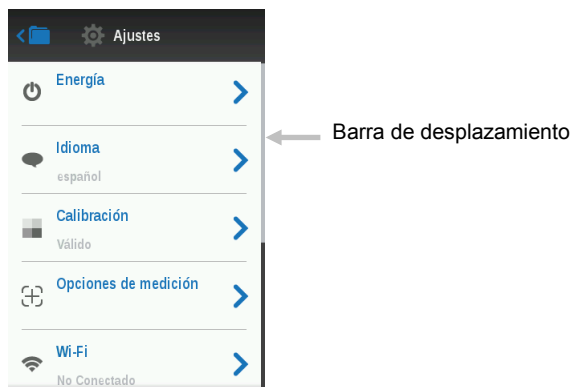 Ajustes
Energía
Barra de desplazamiento
Idioma
español
Calibración
Válido
Opciones de medición
Wi-Fi
No Conectado